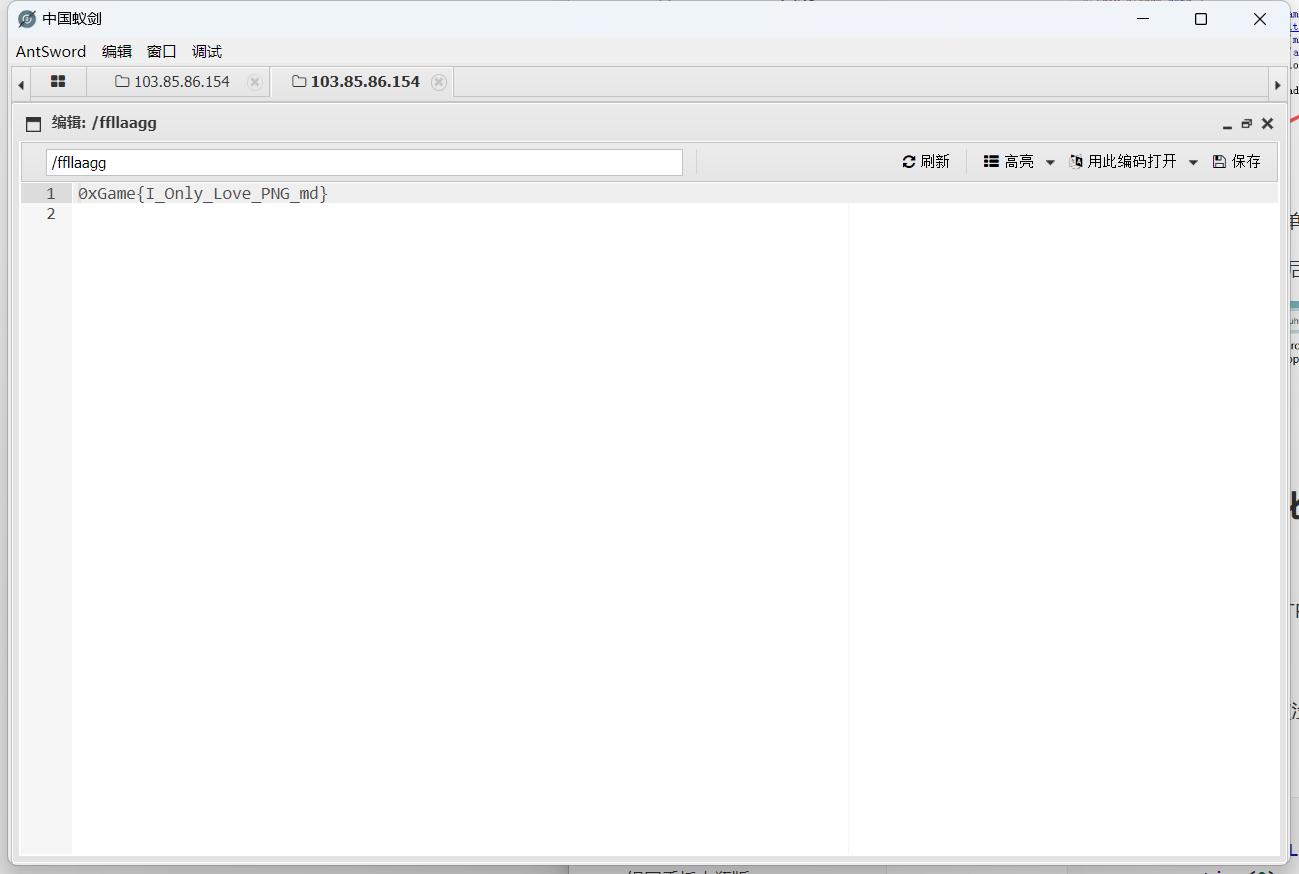 中国蚁剑
AntSword 编辑 窗口 调试
103.85.86.154 103.85.86.154
编辑: /ffllaagg
/ffllaagg 刷新 高亮 用此编码打开 保存
1 0xGame{I_Only_Love_PNG_md}
2